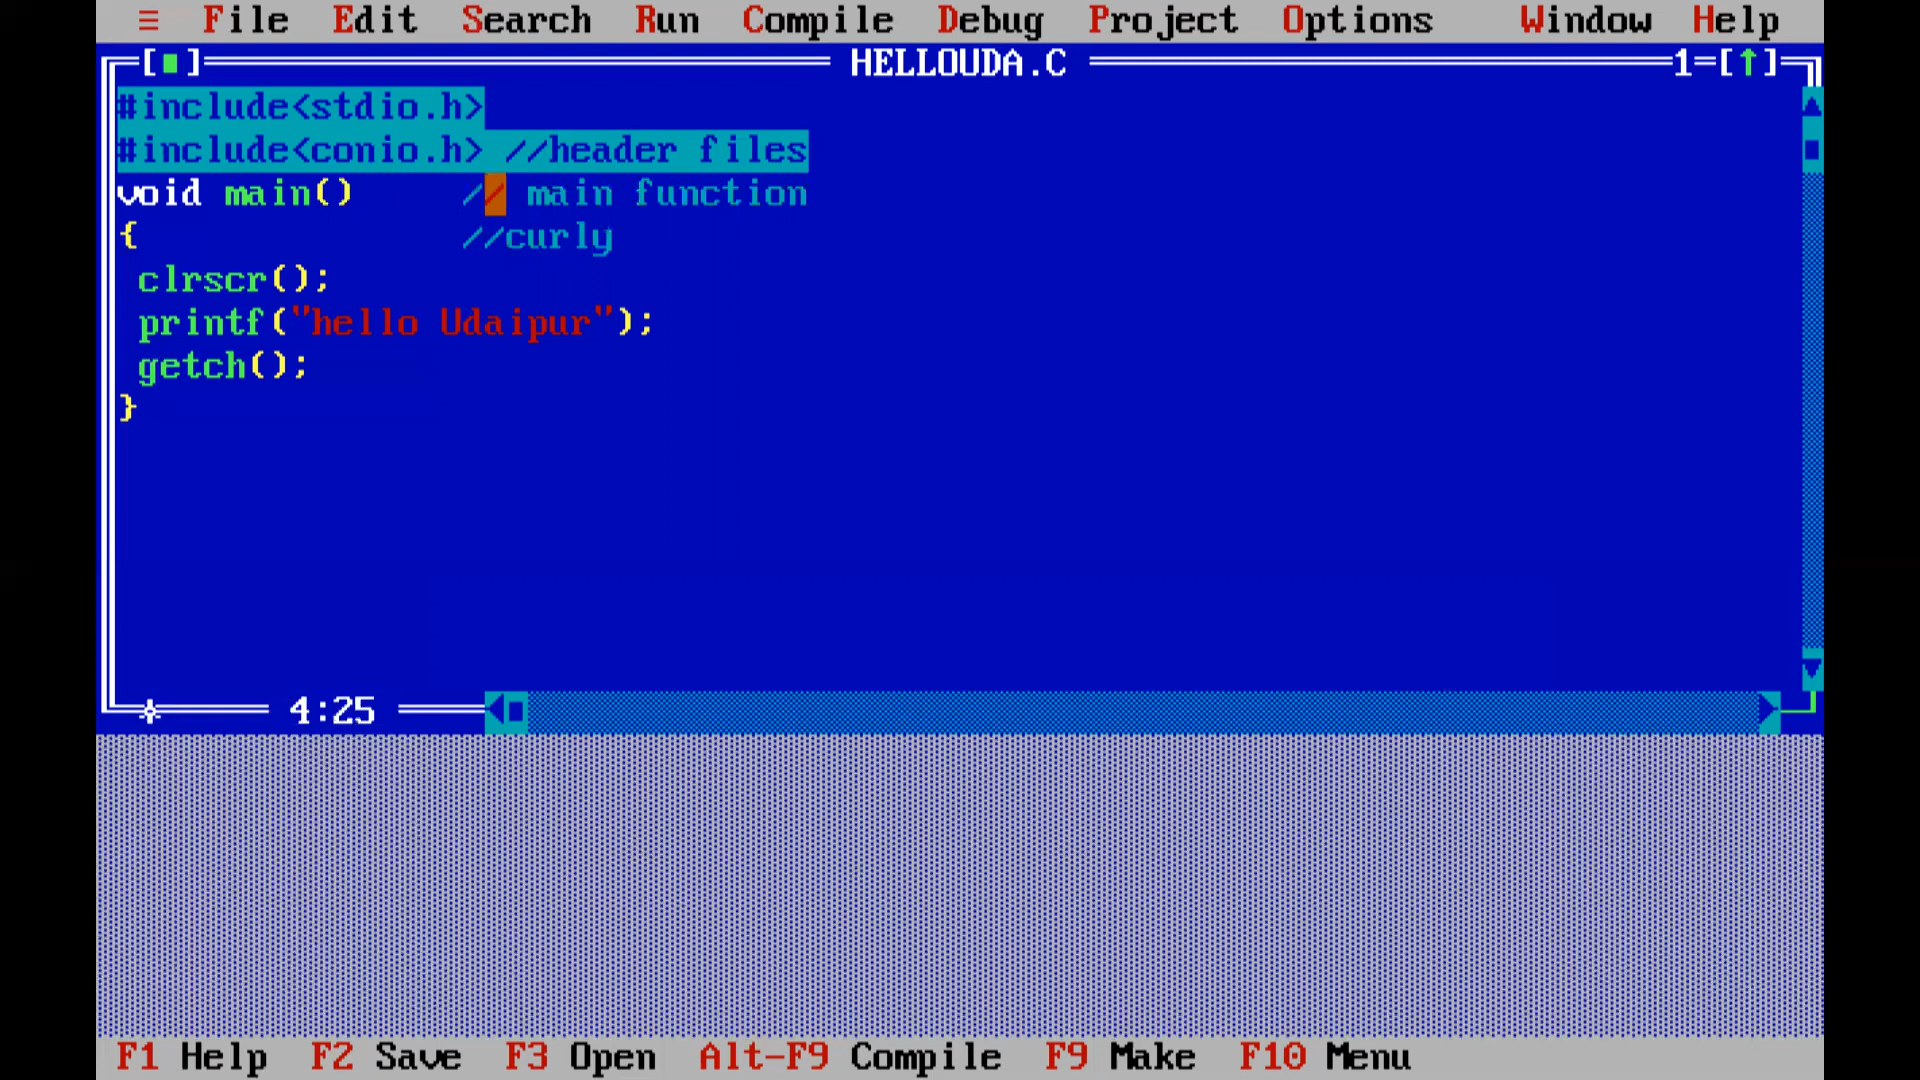 ≡ File Edit Search Run Compile Debug Project Options Window Help
[■] HELLOUDA.C 1=[↑]
#include<stdio.h>
#include<conio.h> //header files
void main() // main function
{ //curly
clrscr();
printf("hello Udaipur");
getch();
}
4:25
F1 Help F2 Save F3 Open Alt-F9 Compile F9 Make F10 Menu